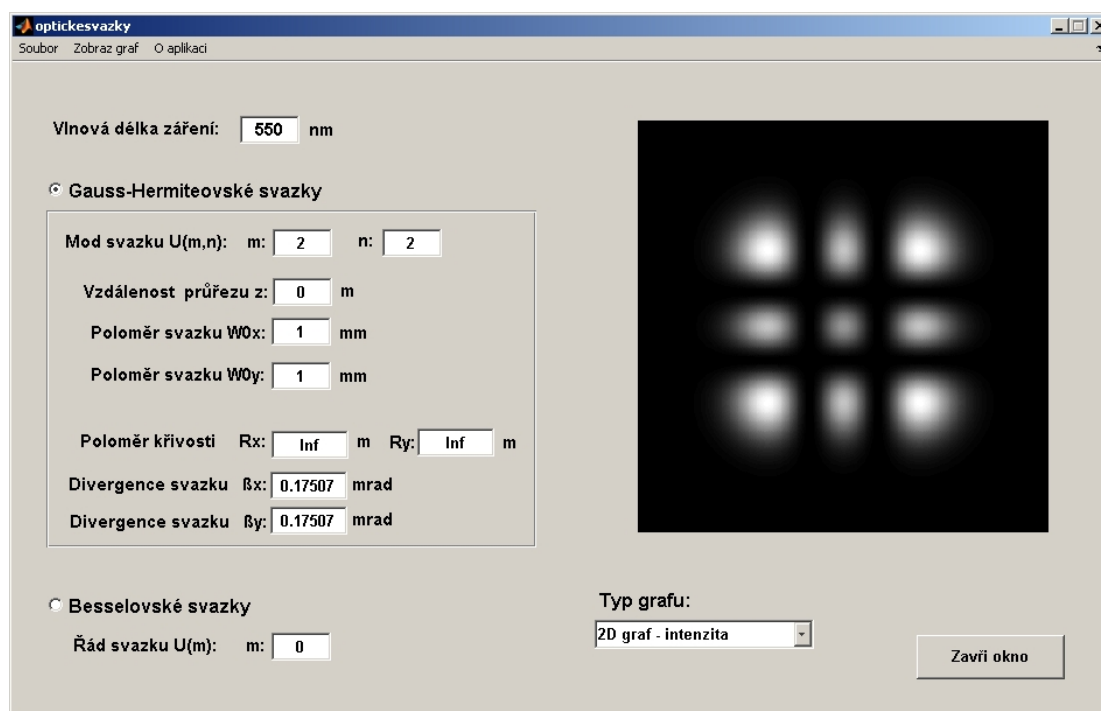 optickesvazky
Soubor Zobraz graf O aplikaci
Vlnová délka záření: 550 nm
Gauss-Hermiteovské svazky
Mod svazku U(m,n): m: 2 n: 2
Vzdálenost průřezu z: 0 m
Poloměr svazku W0x: 1 mm
Poloměr svazku W0y: 1 mm
Poloměr křivosti Rx: Inf m Ry: Inf m
Divergence svazku ßx: 0.17507 mrad
Divergence svazku ßy: 0.17507 mrad
Besselovské svazky
Řád svazku U(m): m: 0
Typ grafu:
2D graf - intenzita
Zavři okno